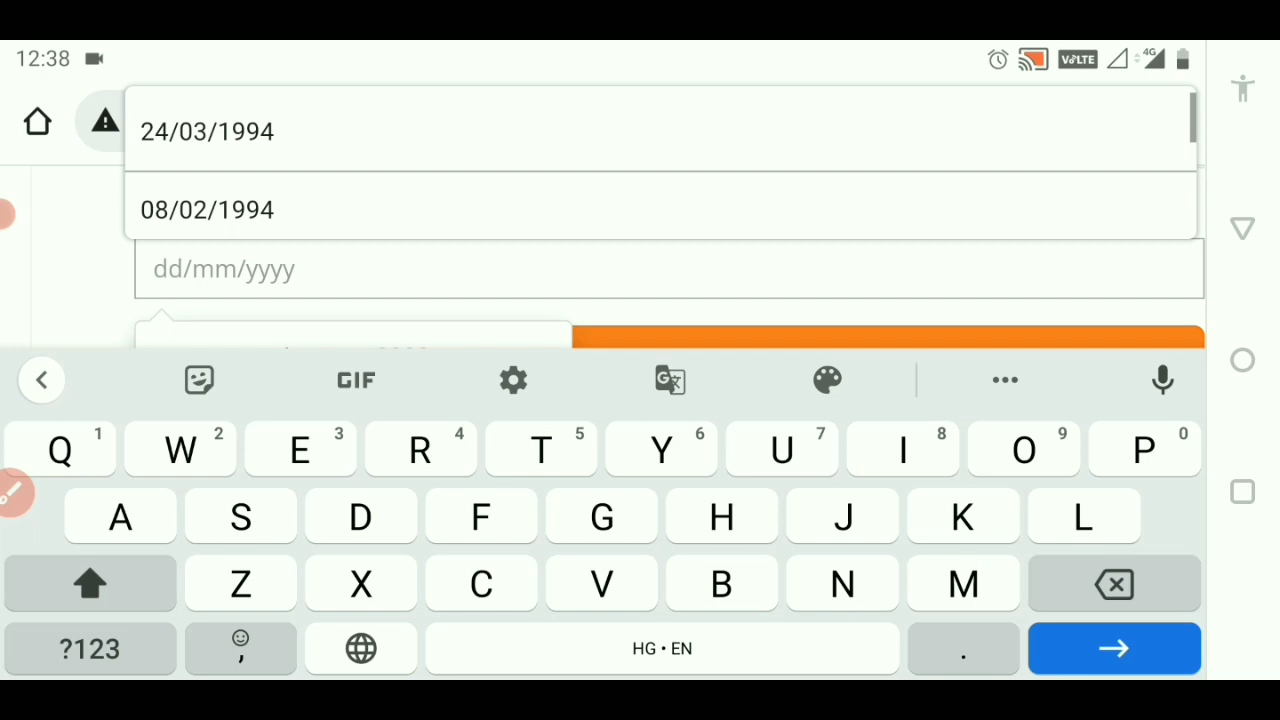 12:38
VoLTE 4G
24/03/1994
08/02/1994
dd/mm/yyyy
GIF
Q 1 W 2 E 3 R 4 T 5 Y 6 U 7 I 8 O 9 P 0
A S D F G H J K L
Z X C V B N M
?123 , HG • EN .